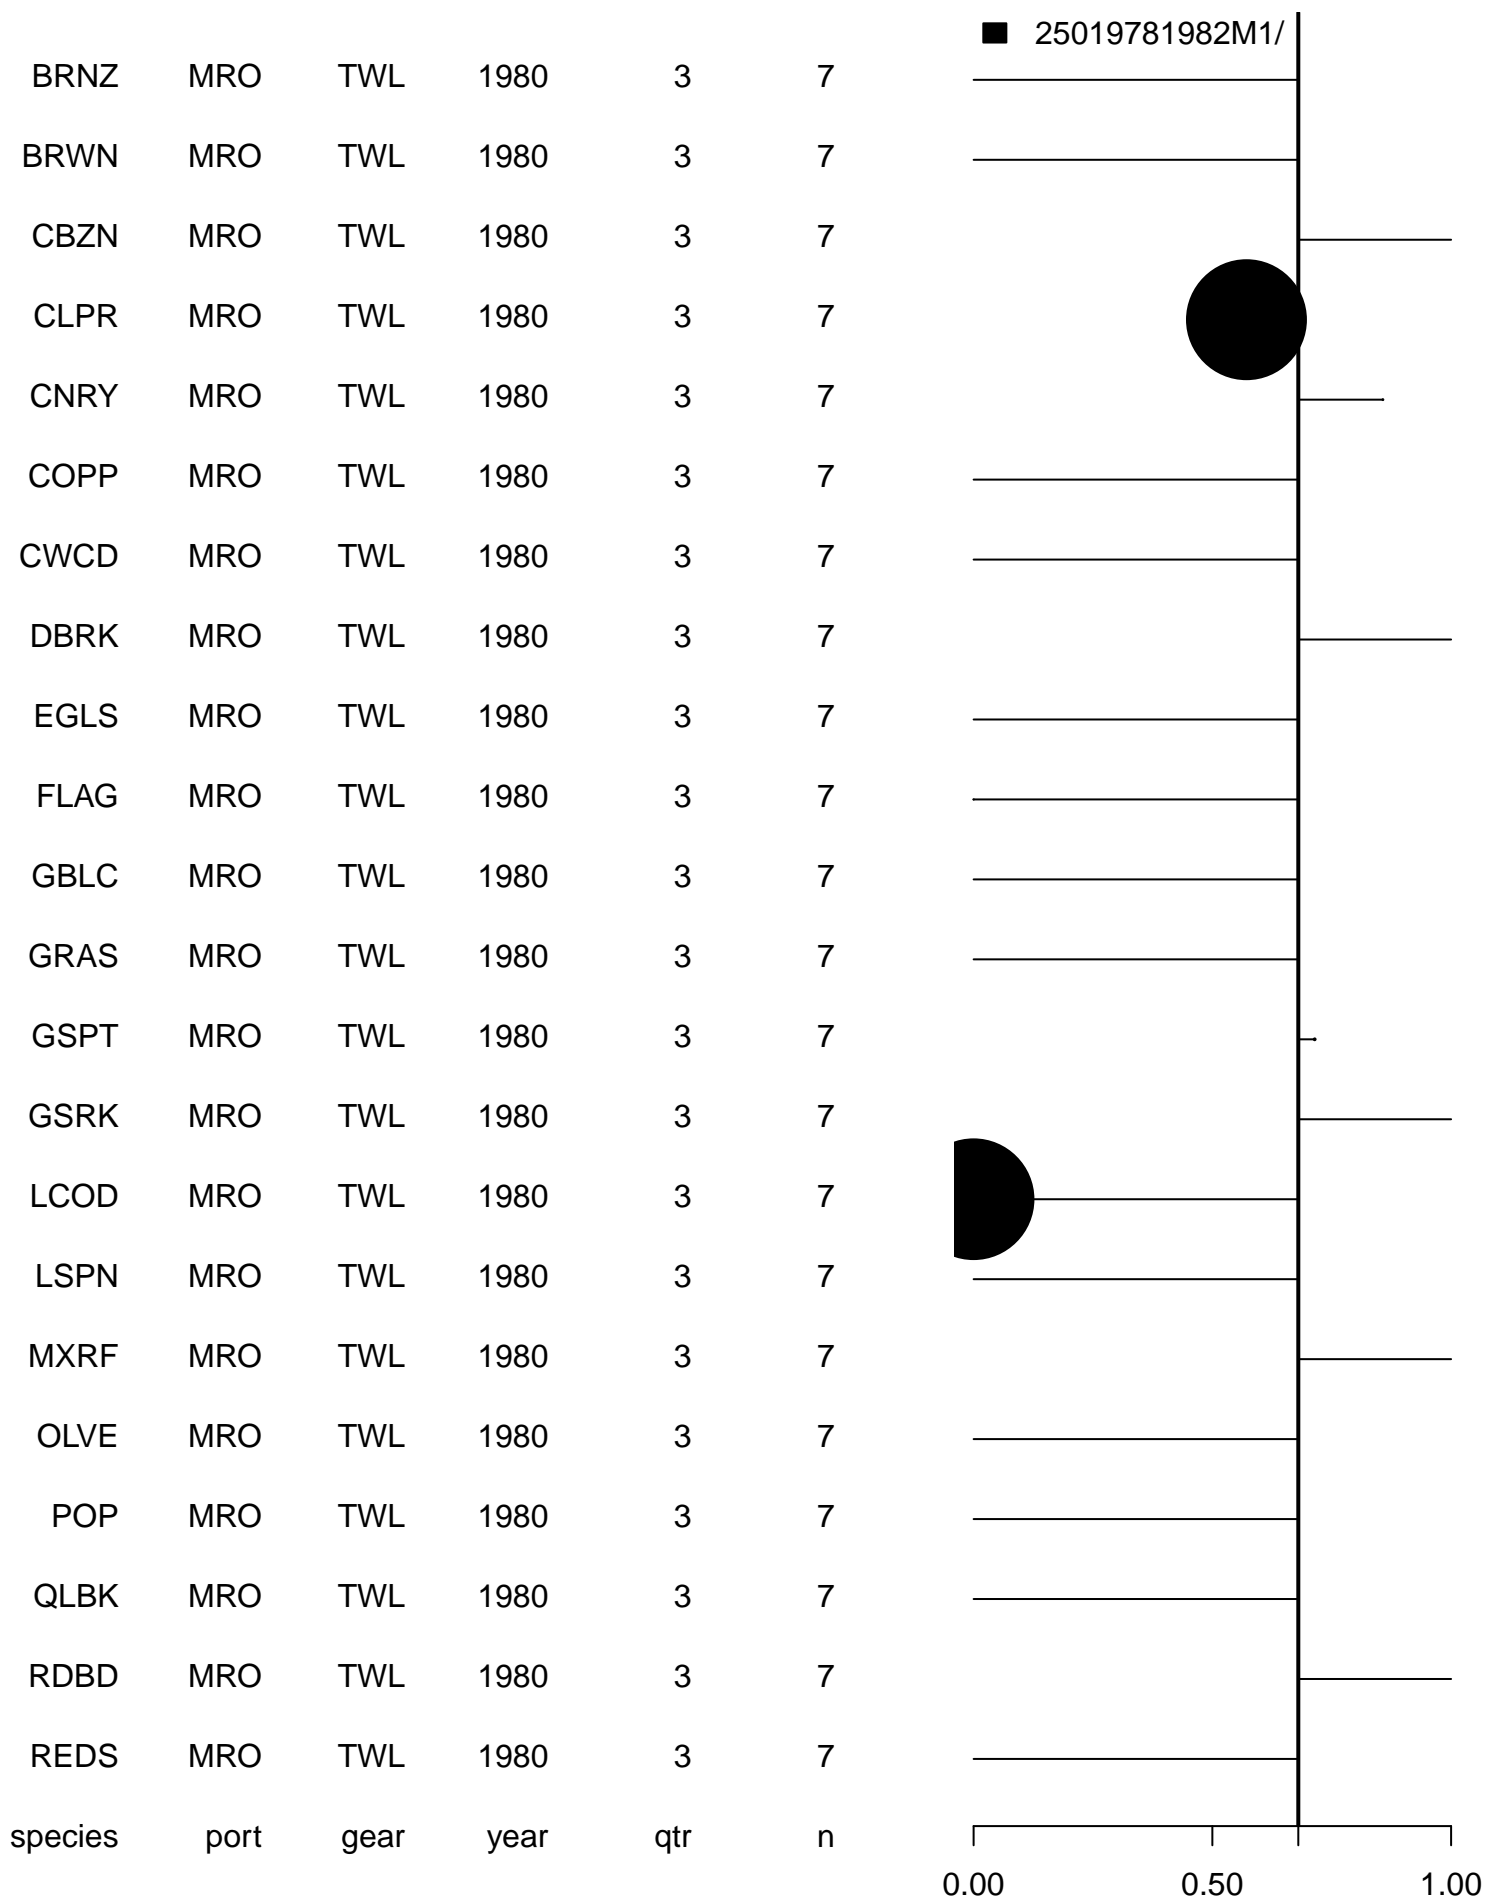 25019781982M1/
BRNZ MRO TWL 1980 3 7
BRWN MRO TWL 1980 3 7
CBZN MRO TWL 1980 3 7
CLPR MRO TWL 1980 3 7
CNRY MRO TWL 1980 3 7
COPP MRO TWL 1980 3 7
CWCD MRO TWL 1980 3 7
DBRK MRO TWL 1980 3 7
EGLS MRO TWL 1980 3 7
FLAG MRO TWL 1980 3 7
GBLC MRO TWL 1980 3 7
GRAS MRO TWL 1980 3 7
GSPT MRO TWL 1980 3 7
GSRK MRO TWL 1980 3 7
LCOD MRO TWL 1980 3 7
LSPN MRO TWL 1980 3 7
MXRF MRO TWL 1980 3 7
OLVE MRO TWL 1980 3 7
POP MRO TWL 1980 3 7
QLBK MRO TWL 1980 3 7
RDBD MRO TWL 1980 3 7
REDS MRO TWL 1980 3 7
species port gear year qtr n
0.00 0.50 1.00